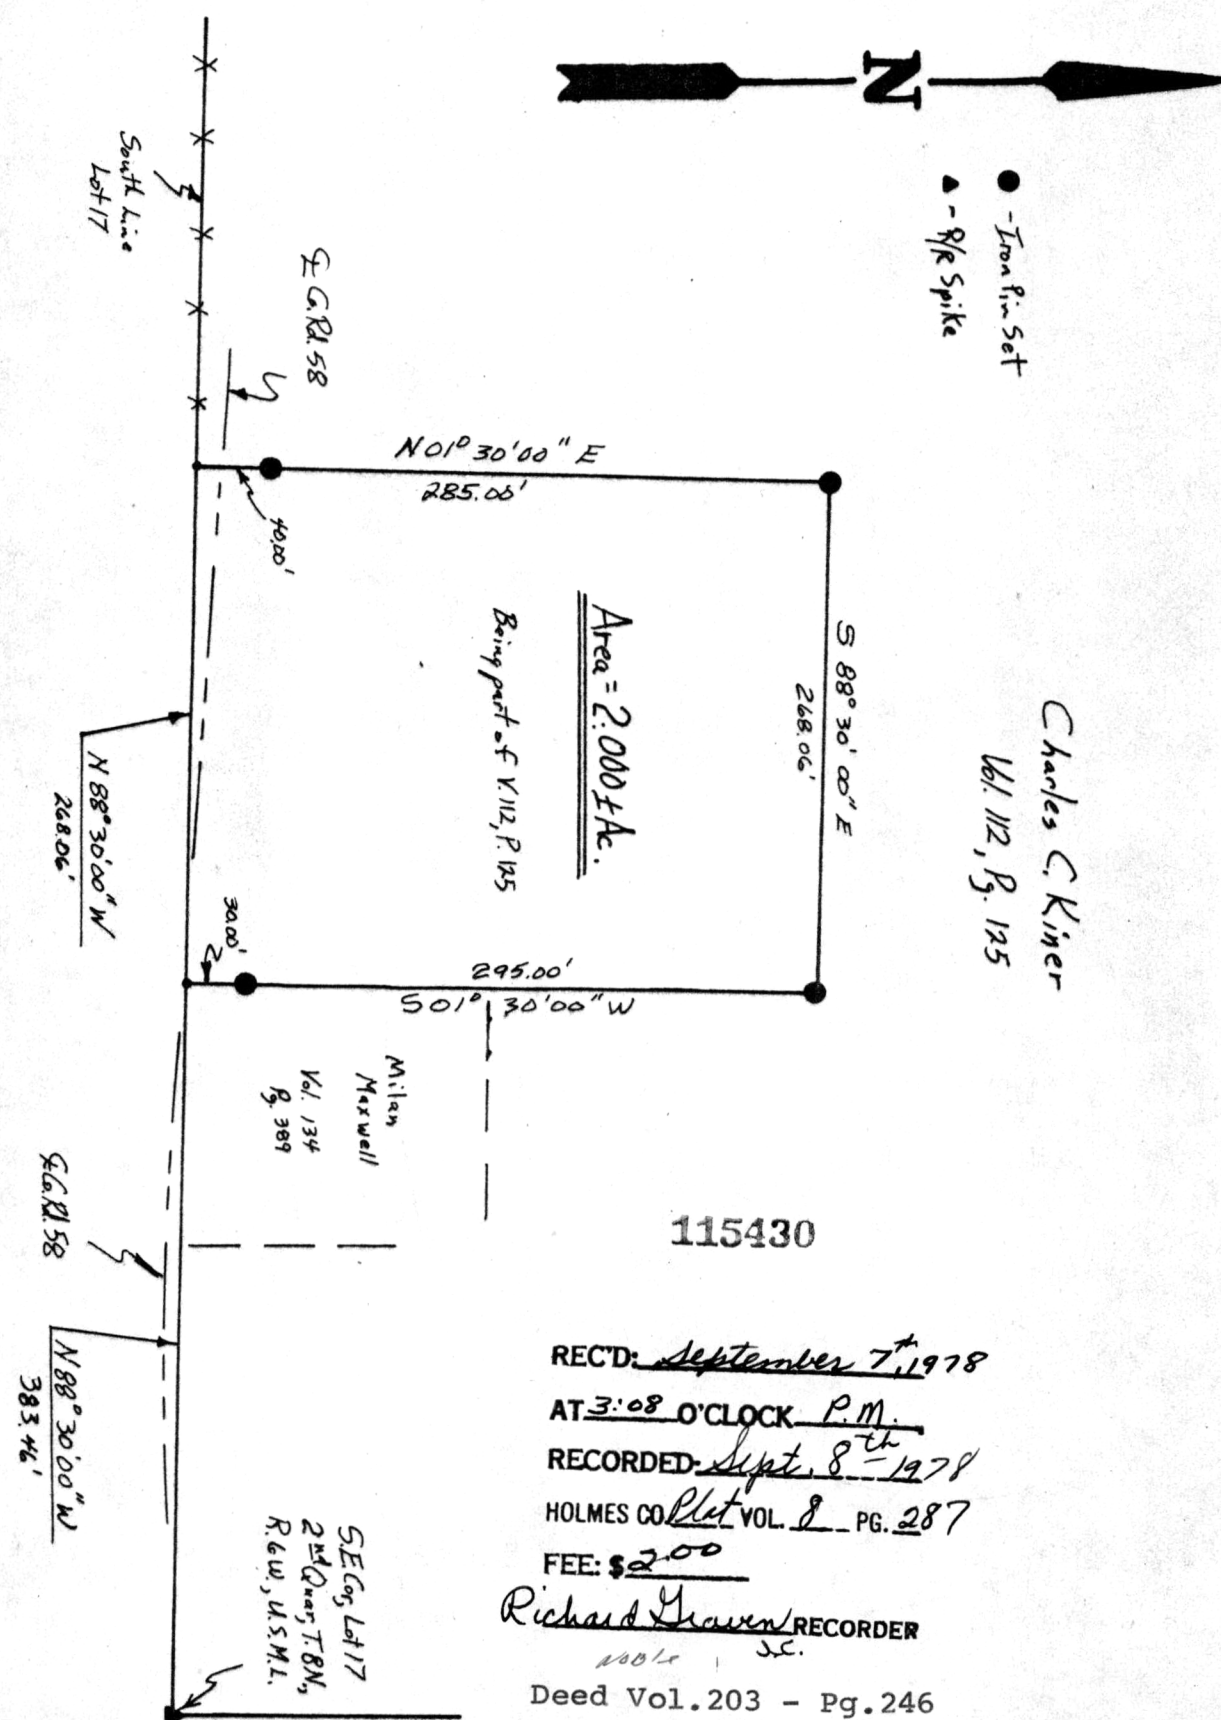 N
● - Iron Pin Set
▲ - R/R Spike
Charles C. Kiner
Vol. 112, Pg. 125
South Line
Lot 17
℄ Co. Rd. 58
N 01° 30' 00" E
285.00'
40.00'
S 88° 30' 00" E
268.06'
Area = 2.000± Ac.
Being part of V. 112, P. 125
N 88° 30' 00" W
268.06'
30.00'
295.00'
S 01° 30' 00" W
Milan
Maxwell
Vol. 134
Pg. 389
℄ Co. Rd. 58
N 88° 30' 00" W
383.46'
S.E. Cor, Lot 17
2nd Quar, T. 8N.,
R. 6W., U.S.M.L.
115430
REC'D: September 7th, 1978
AT 3:08 O'CLOCK P.M.
RECORDED: Sept. 8th 1978
HOLMES CO. Plat VOL. 8 PG. 287
FEE: $2.00
Richard Graven RECORDER
Noble
Deed Vol.203 - Pg.246